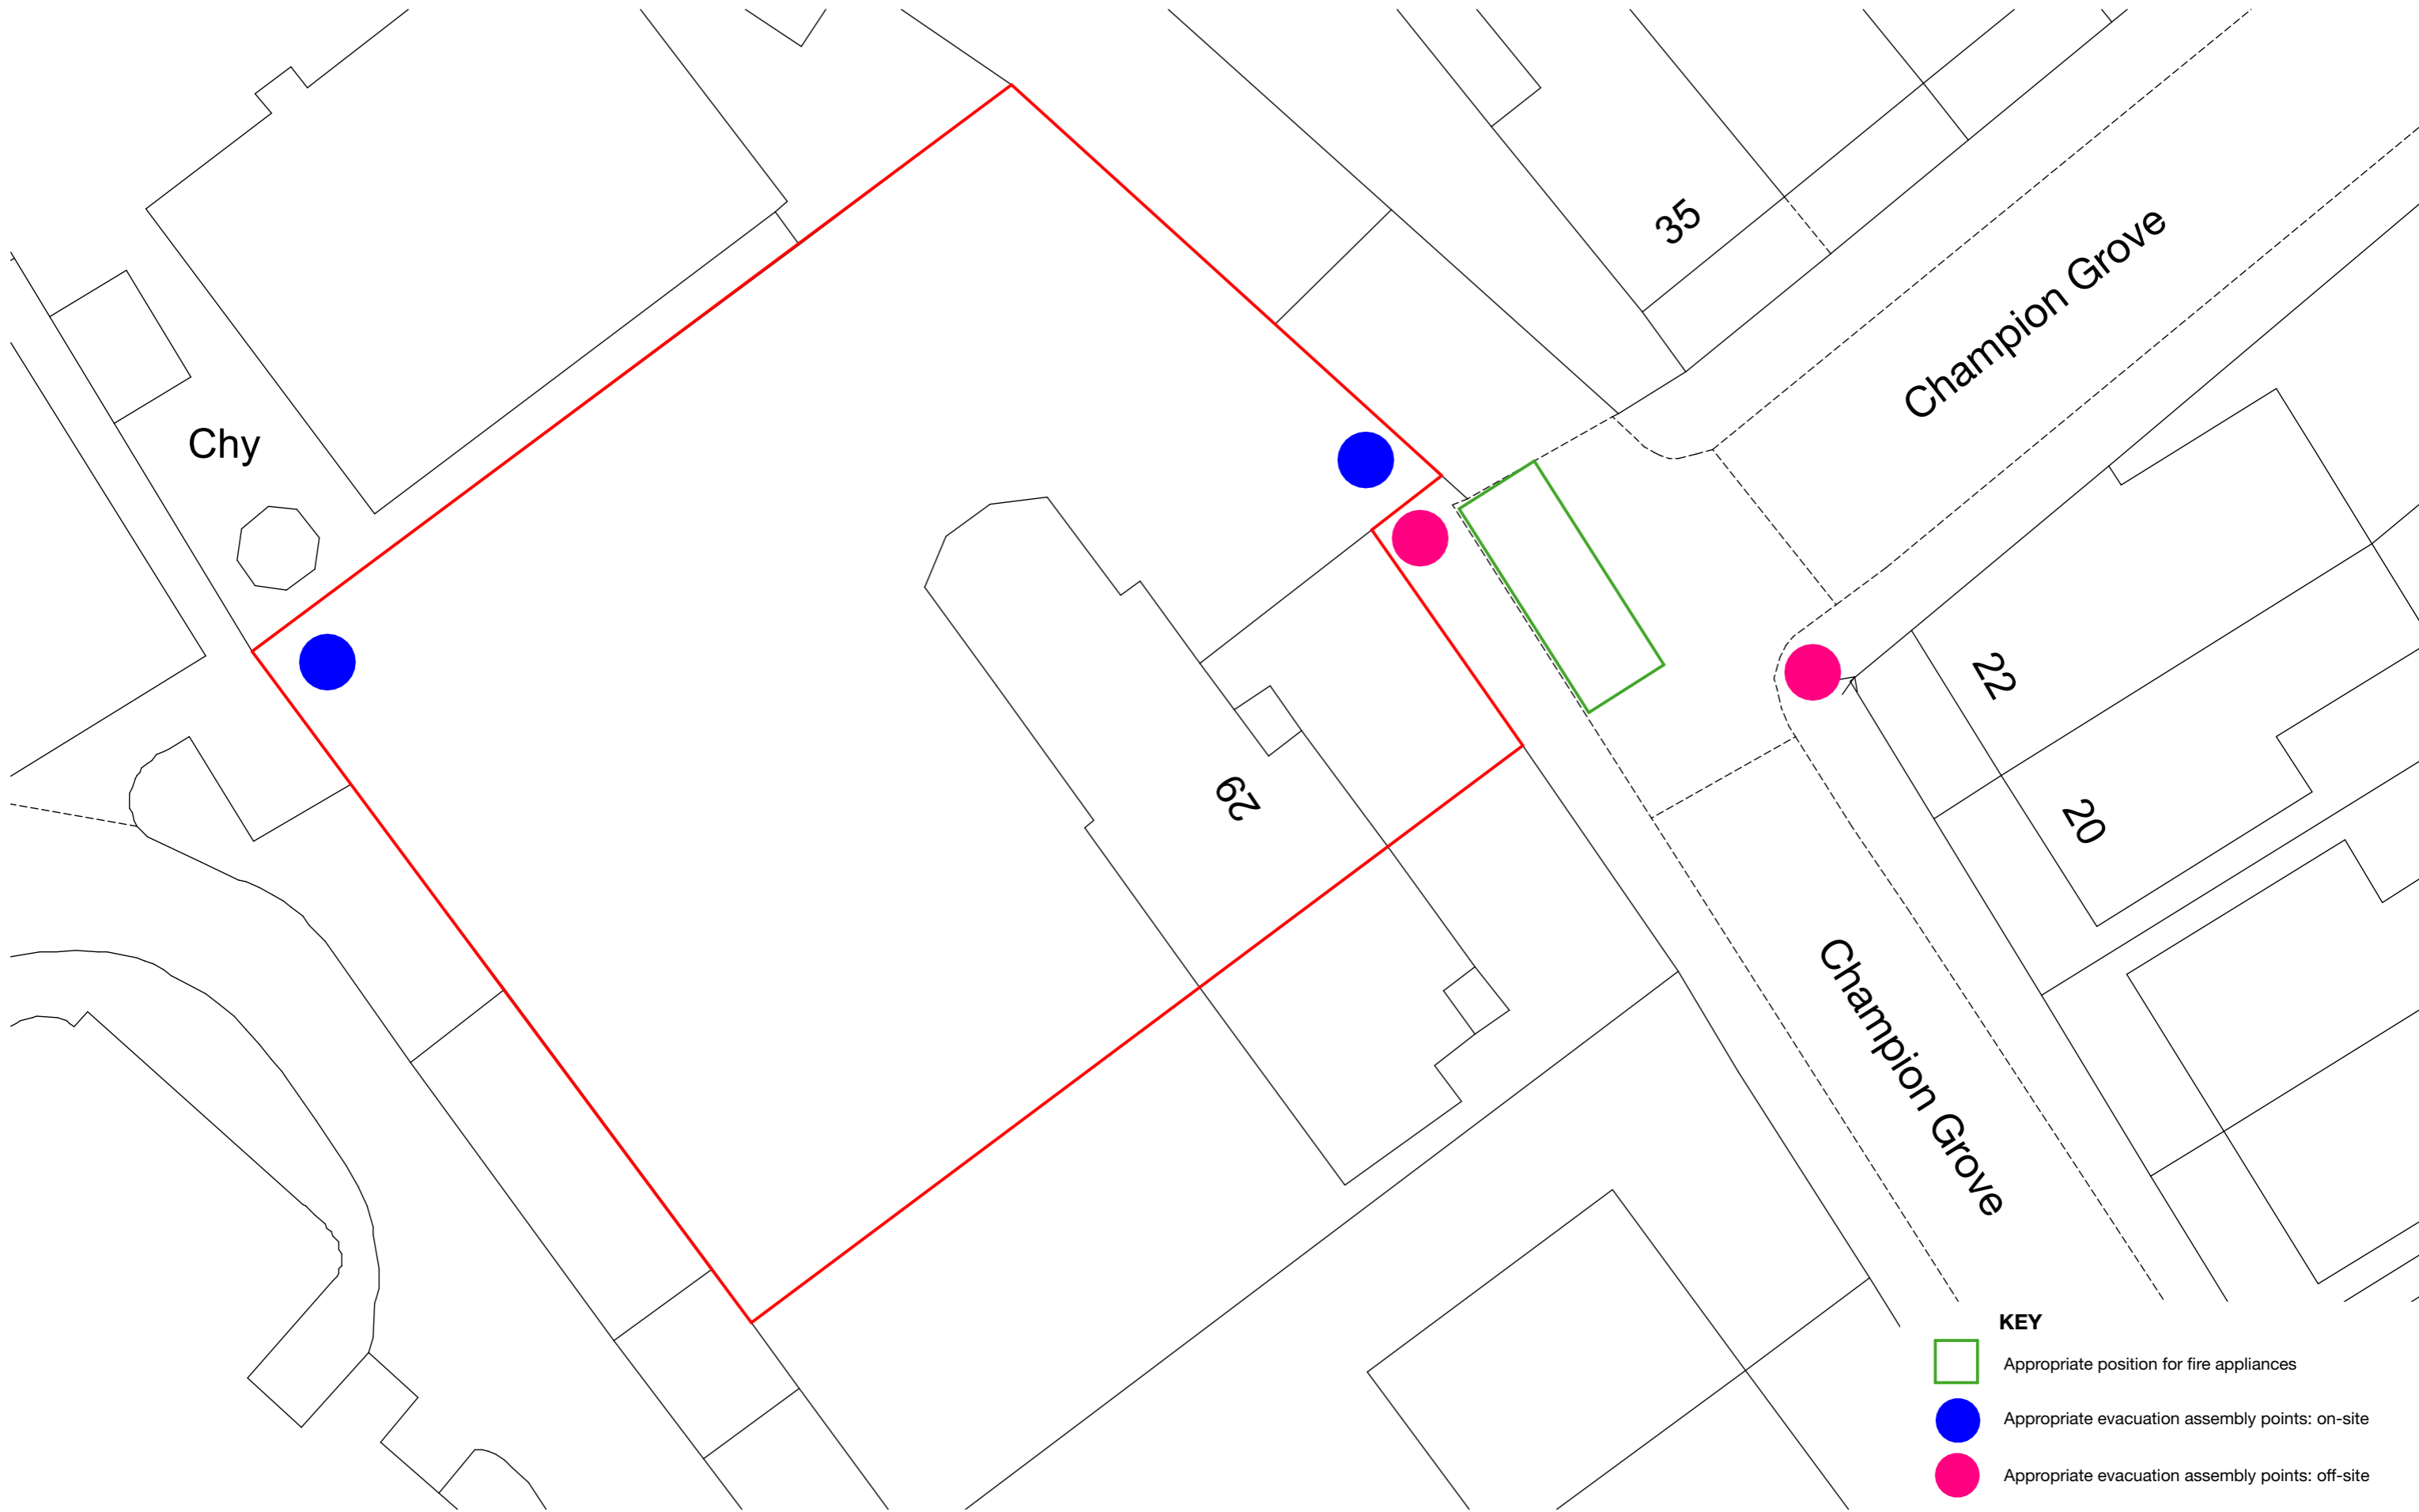 35
Champion Grove
Chy
22
29
20
Champion Grove
KEY
Appropriate position for fire appliances
Appropriate evacuation assembly points: on-site
Appropriate evacuation assembly points: off-site